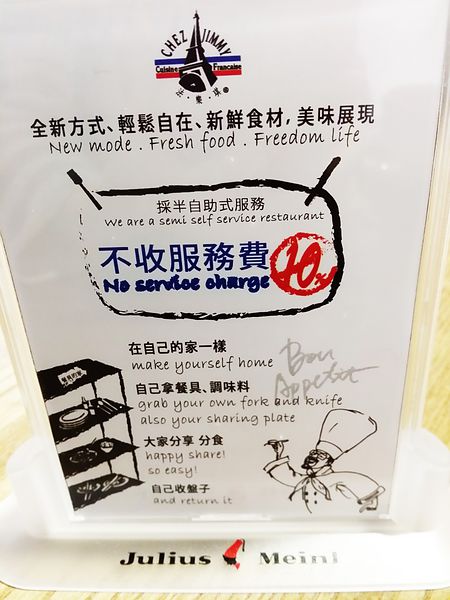 CHEZ JIMMY
Cuisine Francaise
法·樂·琪
全新方式、輕鬆自在、新鮮食材,美味展現
New mode . Fresh food . Freedom life
採半自助式服務
We are a semi self service restaurant
不收服務費 10%
No service charge
在自己的家一樣
make yourself home
Bon Appetit
自己拿餐具、調味料
grab your own fork and knife
also your sharing plate
大家分享 分食
happy share!
so easy!
自己收盤子
and return it
Julius Meinl